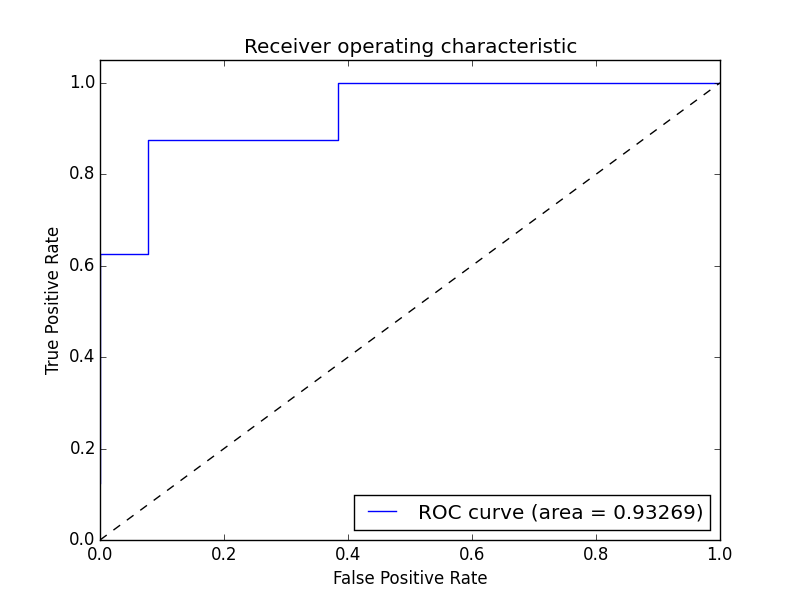 Receiver operating characteristic
True Positive Rate
1.0
0.8
0.6
0.4
0.2
0.0
ROC curve (area = 0.93269)
0.0 0.2 0.4 0.6 0.8 1.0
False Positive Rate